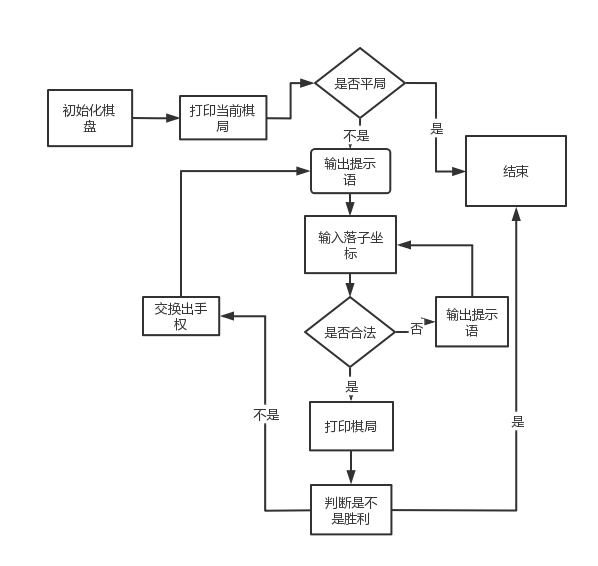 是否平局
初始化棋
盘
打印当前棋
局
是
不是
输出提示
语
结束
输入落子坐
标
交换出手
权
输出提示
语
是否合法
否
是
不是
打印棋局
是
判断是不
是胜利